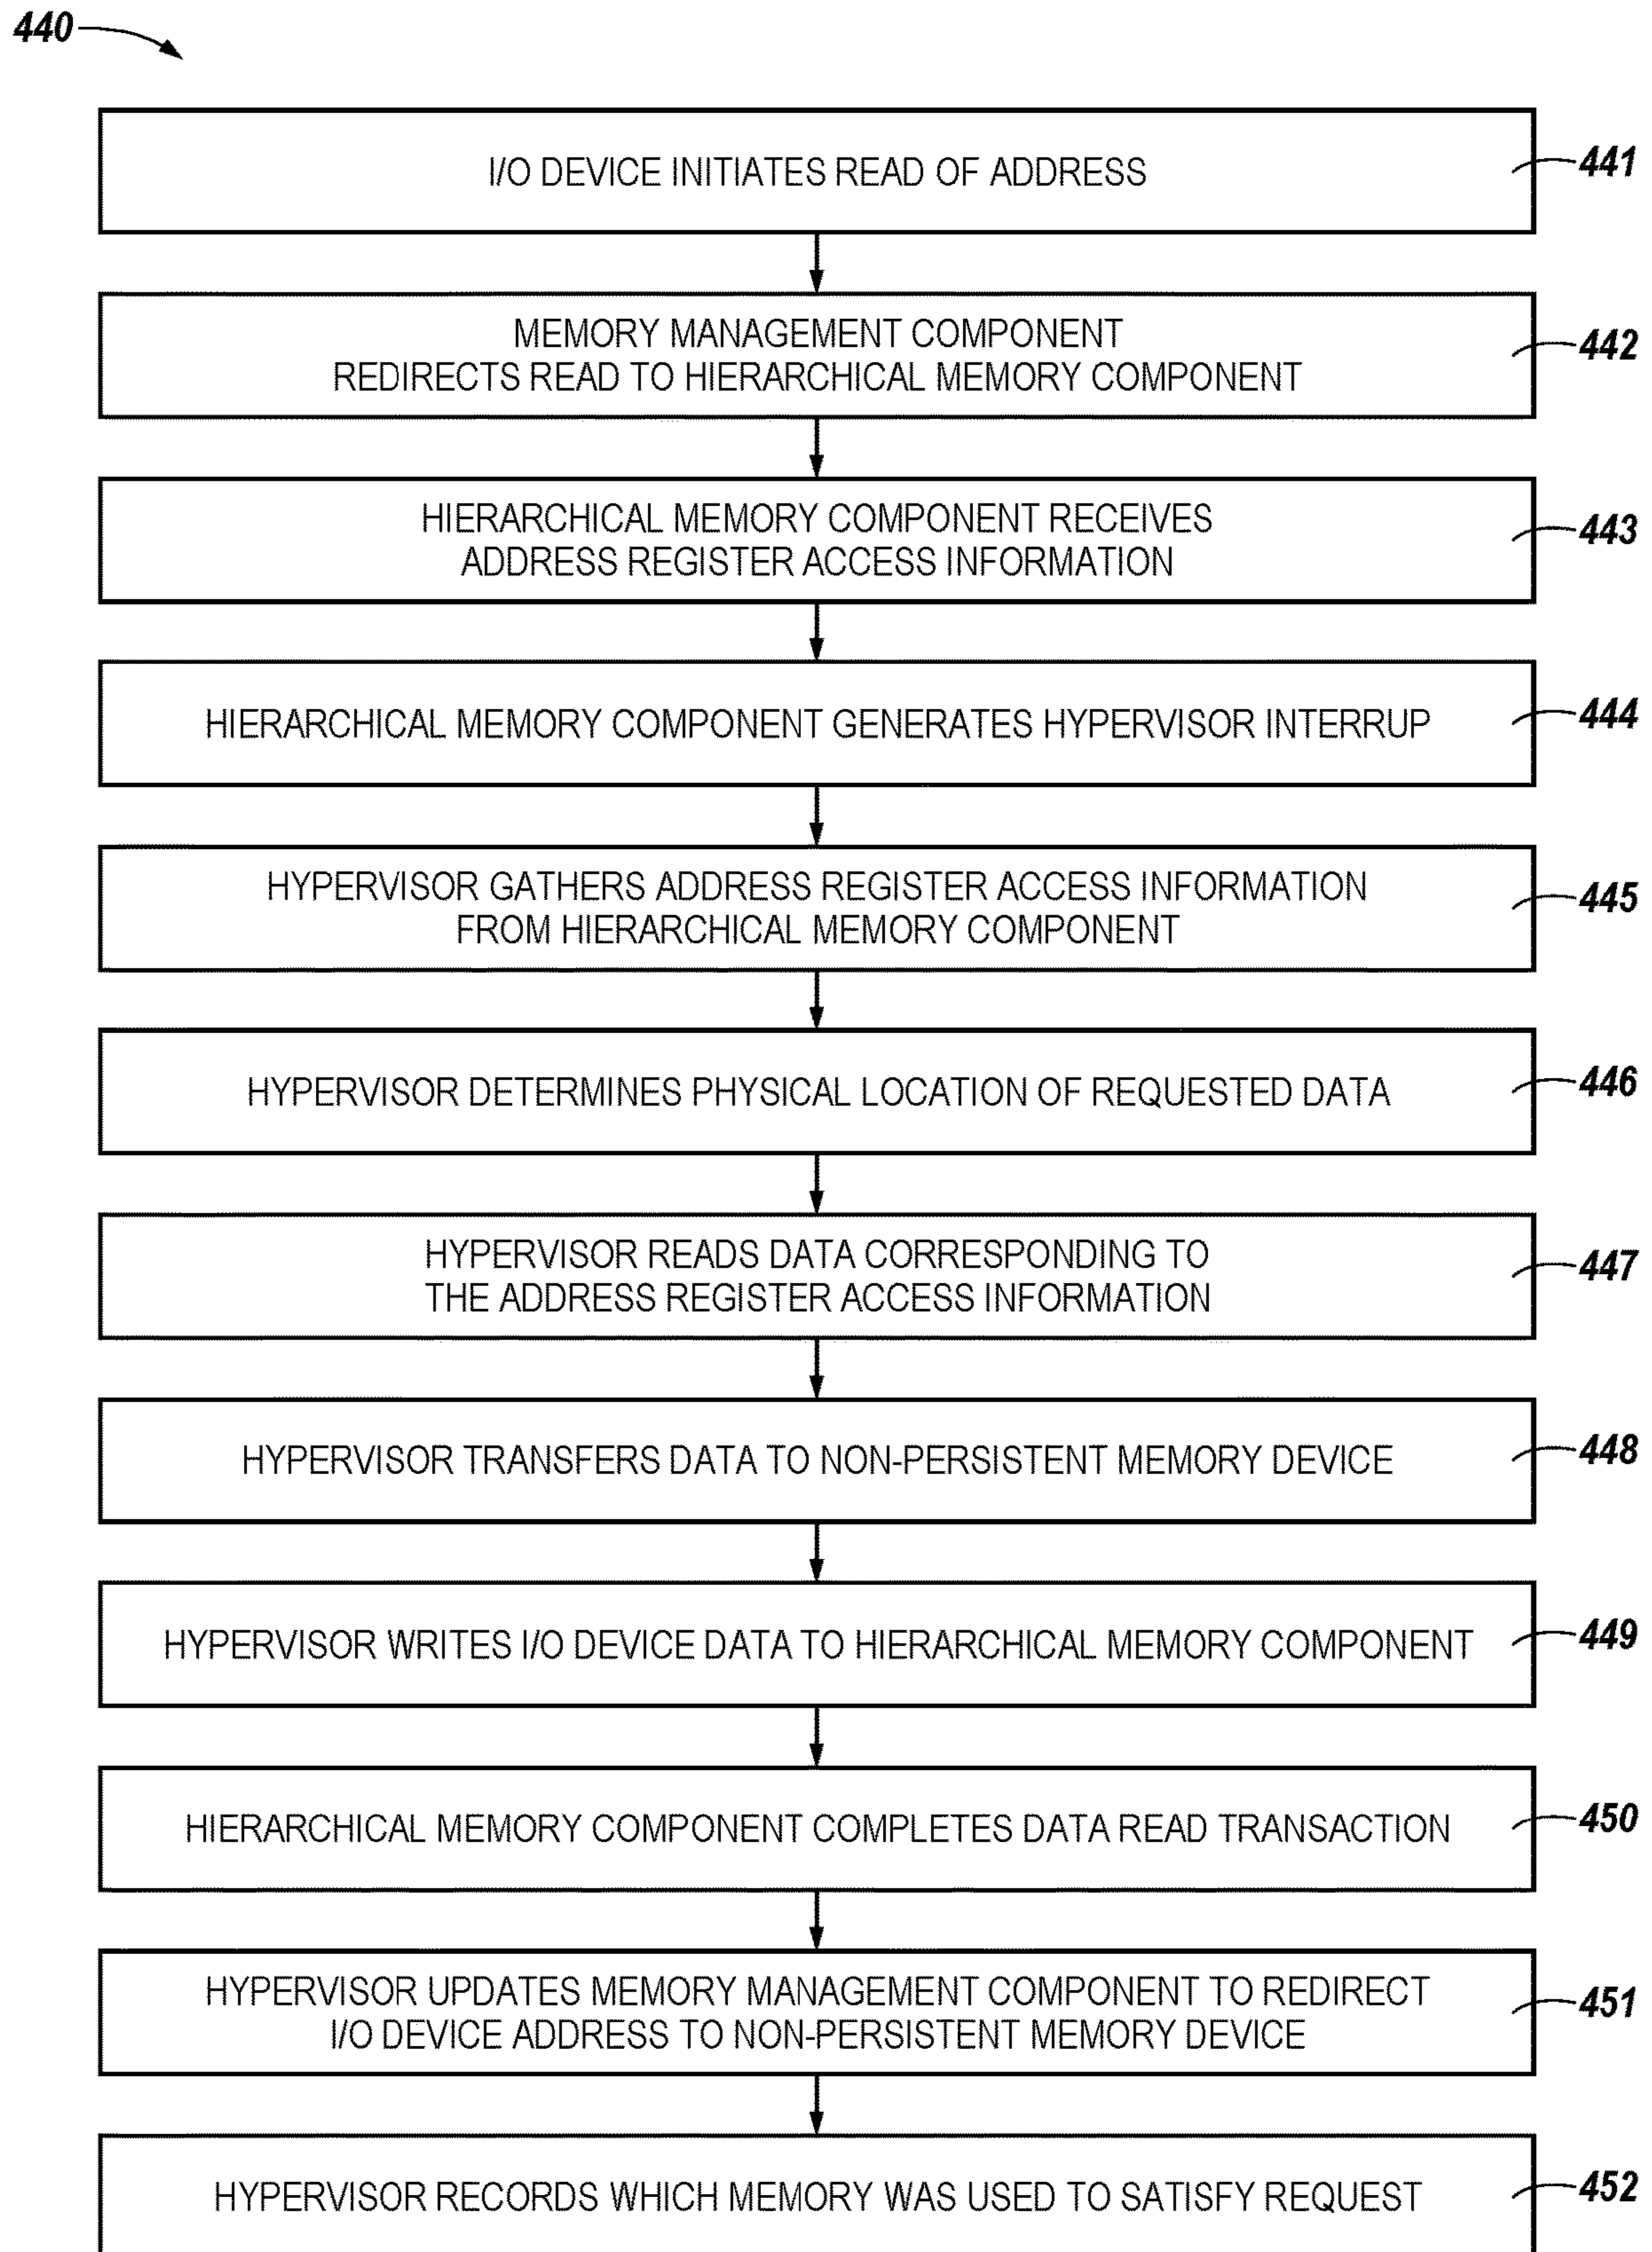 440
I/O DEVICE INITIATES READ OF ADDRESS
441
MEMORY MANAGEMENT COMPONENT
REDIRECTS READ TO HIERARCHICAL MEMORY COMPONENT
442
HIERARCHICAL MEMORY COMPONENT RECEIVES
ADDRESS REGISTER ACCESS INFORMATION
443
HIERARCHICAL MEMORY COMPONENT GENERATES HYPERVISOR INTERRUP
444
HYPERVISOR GATHERS ADDRESS REGISTER ACCESS INFORMATION
FROM HIERARCHICAL MEMORY COMPONENT
445
HYPERVISOR DETERMINES PHYSICAL LOCATION OF REQUESTED DATA
446
HYPERVISOR READS DATA CORRESPONDING TO
THE ADDRESS REGISTER ACCESS INFORMATION
447
HYPERVISOR TRANSFERS DATA TO NON-PERSISTENT MEMORY DEVICE
448
HYPERVISOR WRITES I/O DEVICE DATA TO HIERARCHICAL MEMORY COMPONENT
449
HIERARCHICAL MEMORY COMPONENT COMPLETES DATA READ TRANSACTION
450
HYPERVISOR UPDATES MEMORY MANAGEMENT COMPONENT TO REDIRECT
I/O DEVICE ADDRESS TO NON-PERSISTENT MEMORY DEVICE
451
HYPERVISOR RECORDS WHICH MEMORY WAS USED TO SATISFY REQUEST
452